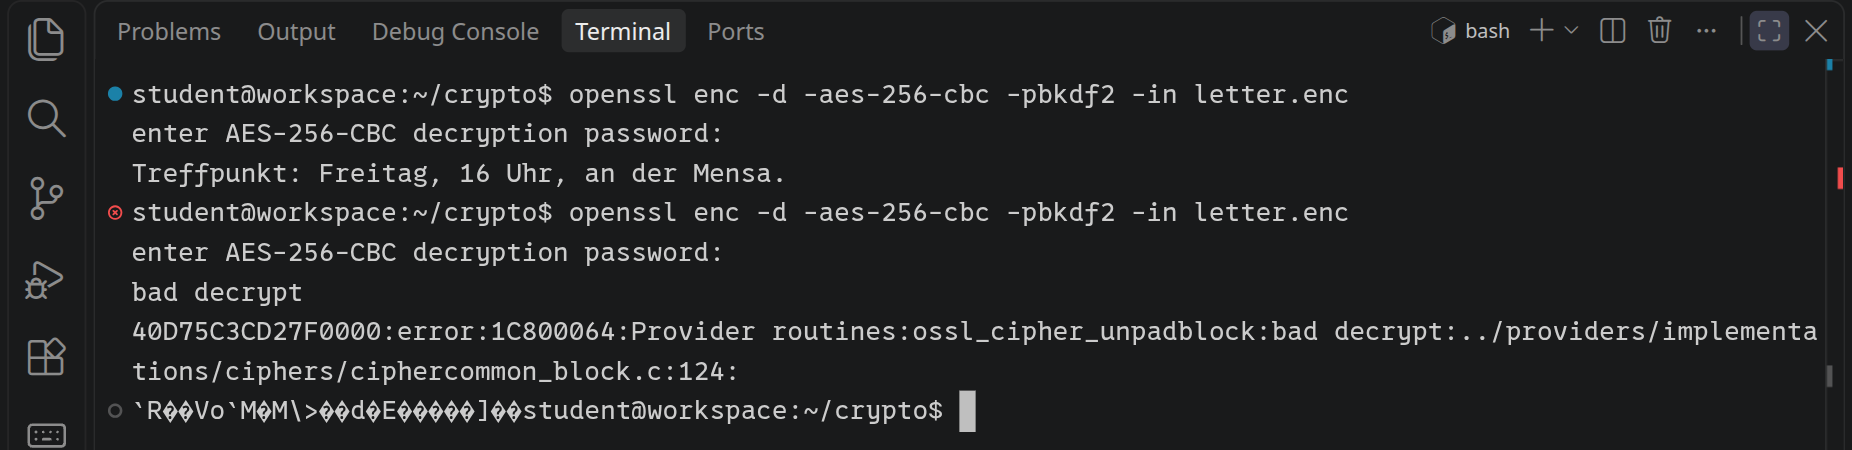 Problems Output Debug Console Terminal Ports bash
student@workspace:~/crypto$ openssl enc -d -aes-256-cbc -pbkdf2 -in letter.enc
enter AES-256-CBC decryption password:
Treffpunkt: Freitag, 16 Uhr, an der Mensa.
student@workspace:~/crypto$ openssl enc -d -aes-256-cbc -pbkdf2 -in letter.enc
enter AES-256-CBC decryption password:
bad decrypt
40D75C3CD27F0000:error:1C800064:Provider routines:ossl_cipher_unpadblock:bad decrypt:../providers/implementa
tions/ciphers/ciphercommon_block.c:124:
`R��Vo`M�M\>��d�E�����]��student@workspace:~/crypto$